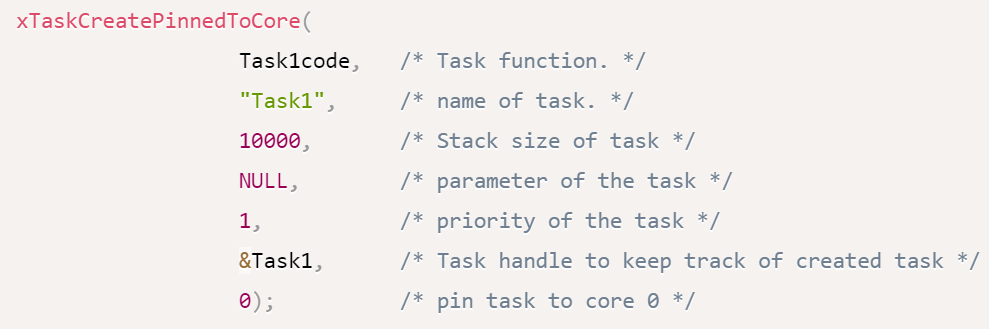 xTaskCreatePinnedToCore(
Task1code, /* Task function. */
"Task1", /* name of task. */
10000, /* Stack size of task */
NULL, /* parameter of the task */
1, /* priority of the task */
&Task1, /* Task handle to keep track of created task */
0); /* pin task to core 0 */